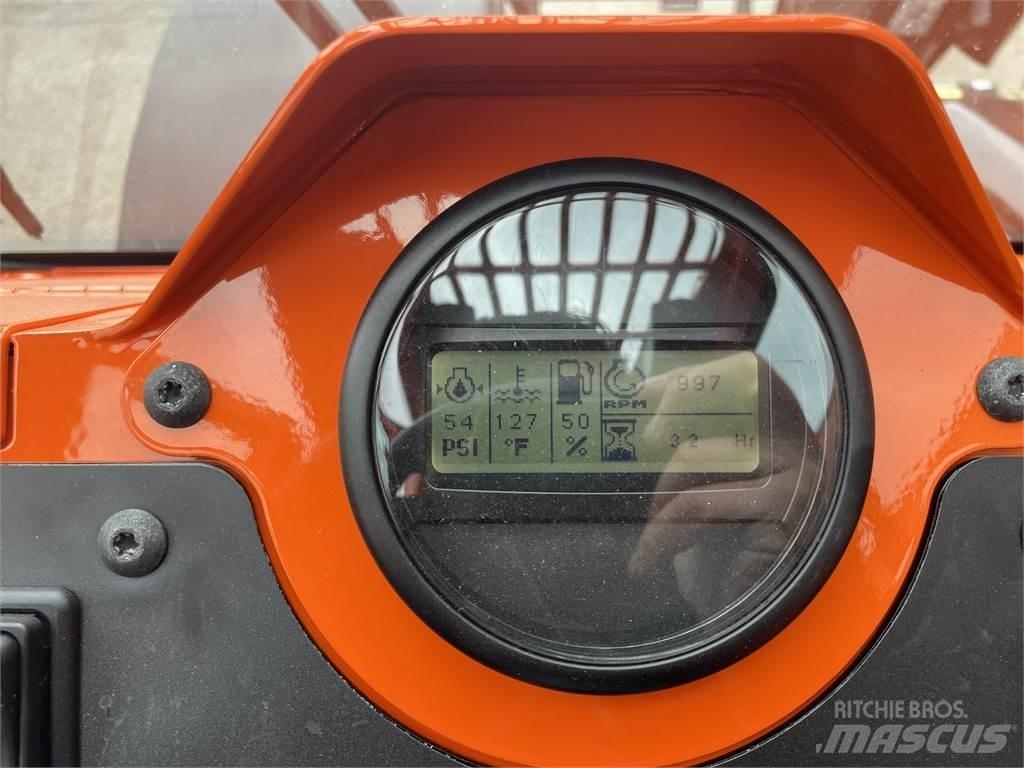 997
RPM
54 127 50
32 Hr
PSI °F %
RITCHIE BROS.
MASCUS